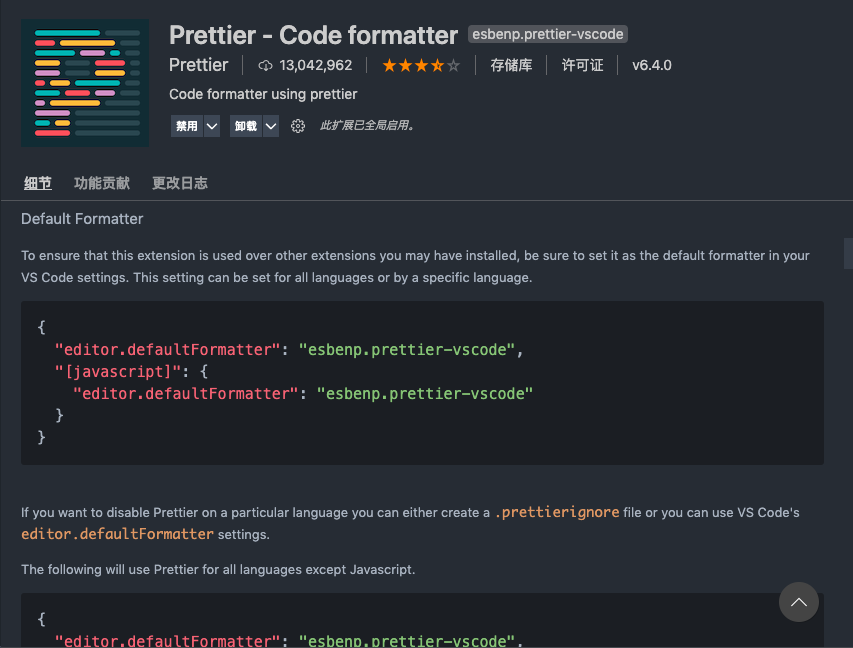 Prettier - Code formatter esbenp.prettier-vscode
Prettier 13,042,962 存储库 许可证 v6.4.0
Code formatter using prettier
禁用 卸载 此扩展已全局启用。
细节 功能贡献 更改日志
Default Formatter
To ensure that this extension is used over other extensions you may have installed, be sure to set it as the default formatter in your
VS Code settings. This setting can be set for all languages or by a specific language.
{
"editor.defaultFormatter": "esbenp.prettier-vscode",
"[javascript]": {
"editor.defaultFormatter": "esbenp.prettier-vscode"
}
}
If you want to disable Prettier on a particular language you can either create a .prettierignore file or you can use VS Code's
editor.defaultFormatter settings.
The following will use Prettier for all languages except Javascript.
{
"editor.defaultFormatter": "esbenp.prettier-vscode",